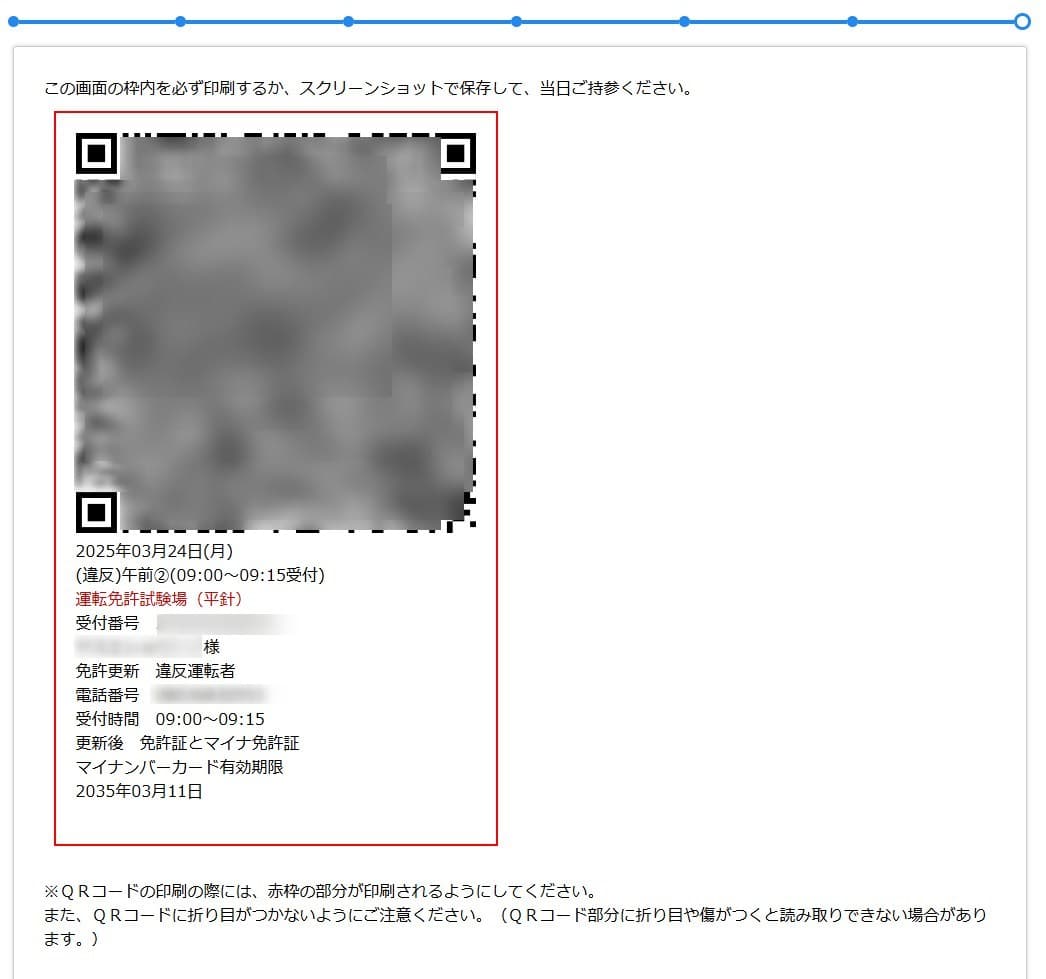 この画面の枠内を必ず印刷するか、スクリーンショットで保存して、当日ご持参ください。
2025年03月24日(月)
(違反)午前②(09:00～09:15受付)
運転免許試験場（平針）
受付番号
様
免許更新　違反運転者
電話番号
受付時間　09:00～09:15
更新後　免許証とマイナ免許証
マイナンバーカード有効期限
2035年03月11日
※ＱＲコードの印刷の際には、赤枠の部分が印刷されるようにしてください。
また、ＱＲコードに折り目がつかないようにご注意ください。（ＱＲコード部分に折り目や傷がつくと読み取りできない場合があり
ます。）